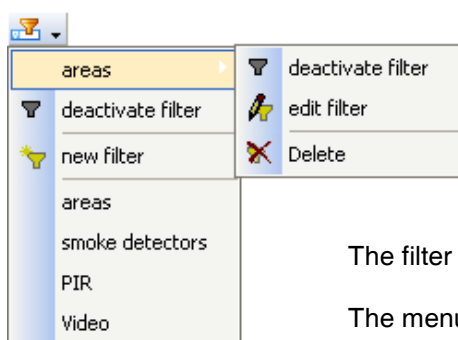 areas
deactivate filter
new filter
areas
smoke detectors
PIR
Video
deactivate filter
edit filter
Delete
The filter
The menu